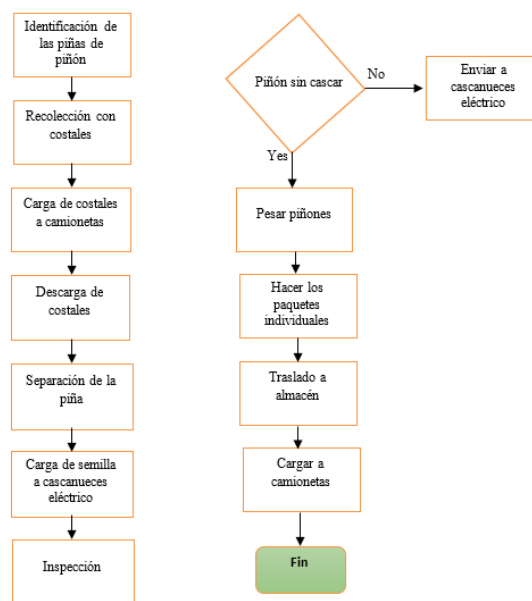 Identificación de
las piñas de
piñón
Recolección con
costales
Carga de costales
a camionetas
Descarga de
costales
Separación de la
piña
Carga de semilla
a cascanueces
eléctrico
Inspección
Piñón sin cascar
No
Enviar a
cascanueces
eléctrico
Yes
Pesar piñones
Hacer los
paquetes
individuales
Traslado a
almacén
Cargar a
camionetas
Fin